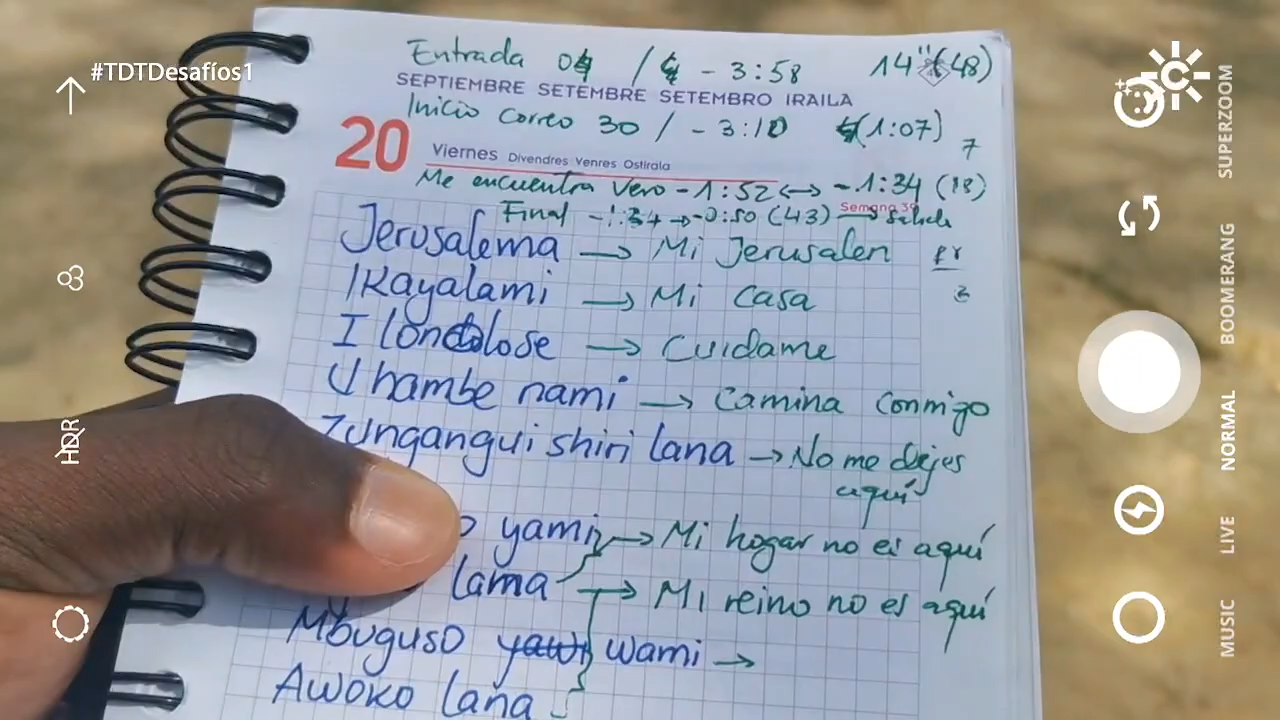 #TDTDesafíos1
Entrada 04 / - 3:58 14" (48)
SEPTIEMBRE SETEMBRE SETEMBRO IRAILA
Inicio correo 30 / - 3:10 (1:07)
7
20 Viernes Divendres Venres Ostirala
Me encuentra Vero - 1:52 ↔ - 1:34 (18)
Semana 39
Final - 1:34 → -0:50 (43) →
Jerusalema → Mi Jerusalen
IKayalami → Mi casa
3
I londolose → Cuidame
Uhambe nami → Camina conmigo
Zungangui shiri lana → No me dejes
aquí
yami → Mi hogar no es aquí
lama → Mi reino no es aquí
Mbuguso wami →
Awoko lana
HDR
SUPERZOOM
BOOMERANG
NORMAL
LIVE
MUSIC